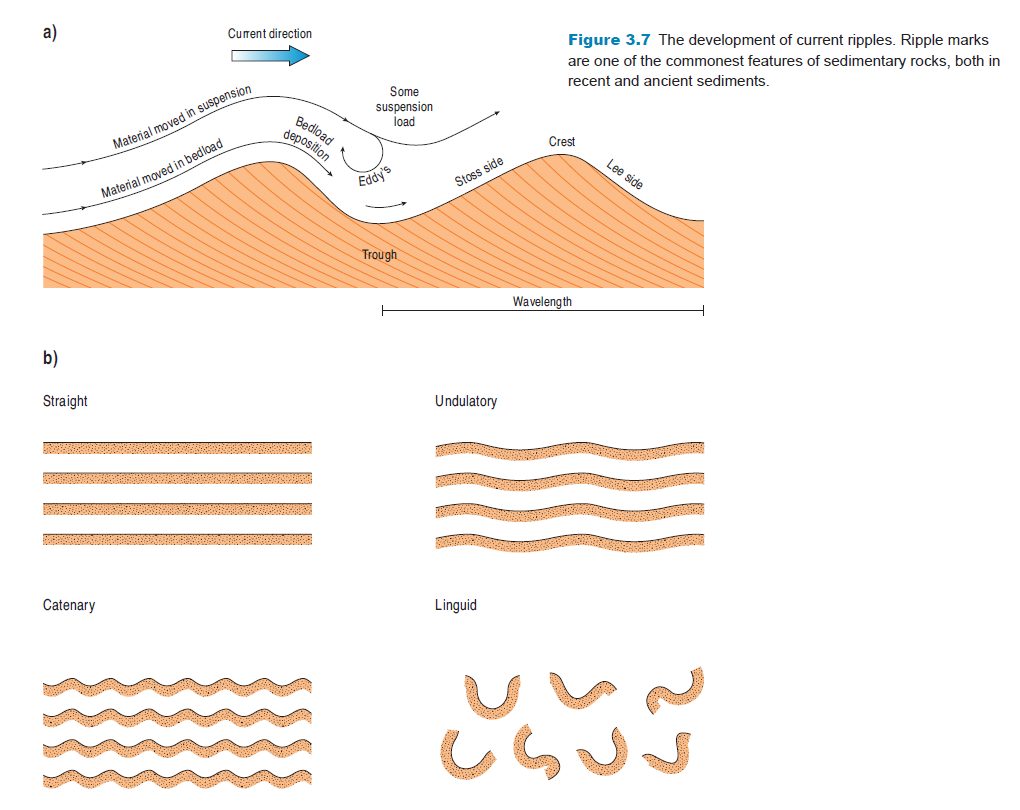 a)
Current direction
Figure 3.7 The development of current ripples. Ripple marks
are one of the commonest features of sedimentary rocks, both in
recent and ancient sediments.
Material moved in suspension
Some
suspension
load
Bedload
deposition
Material moved in bedload
Eddy's
Stoss side
Crest
Lee side
Trough
Wavelength
b)
Straight
Undulatory
Catenary
Linguid